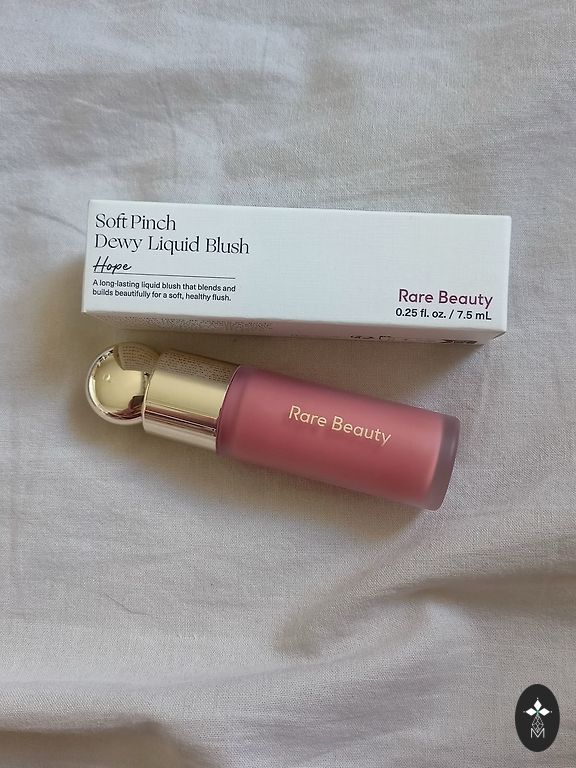 Soft Pinch
Dewy Liquid Blush
Hope
A long-lasting liquid blush that blends and
builds beautifully for a soft, healthy flush.
Rare Beauty
0.25 fl. oz. / 7.5 mL
Rare Beauty
M